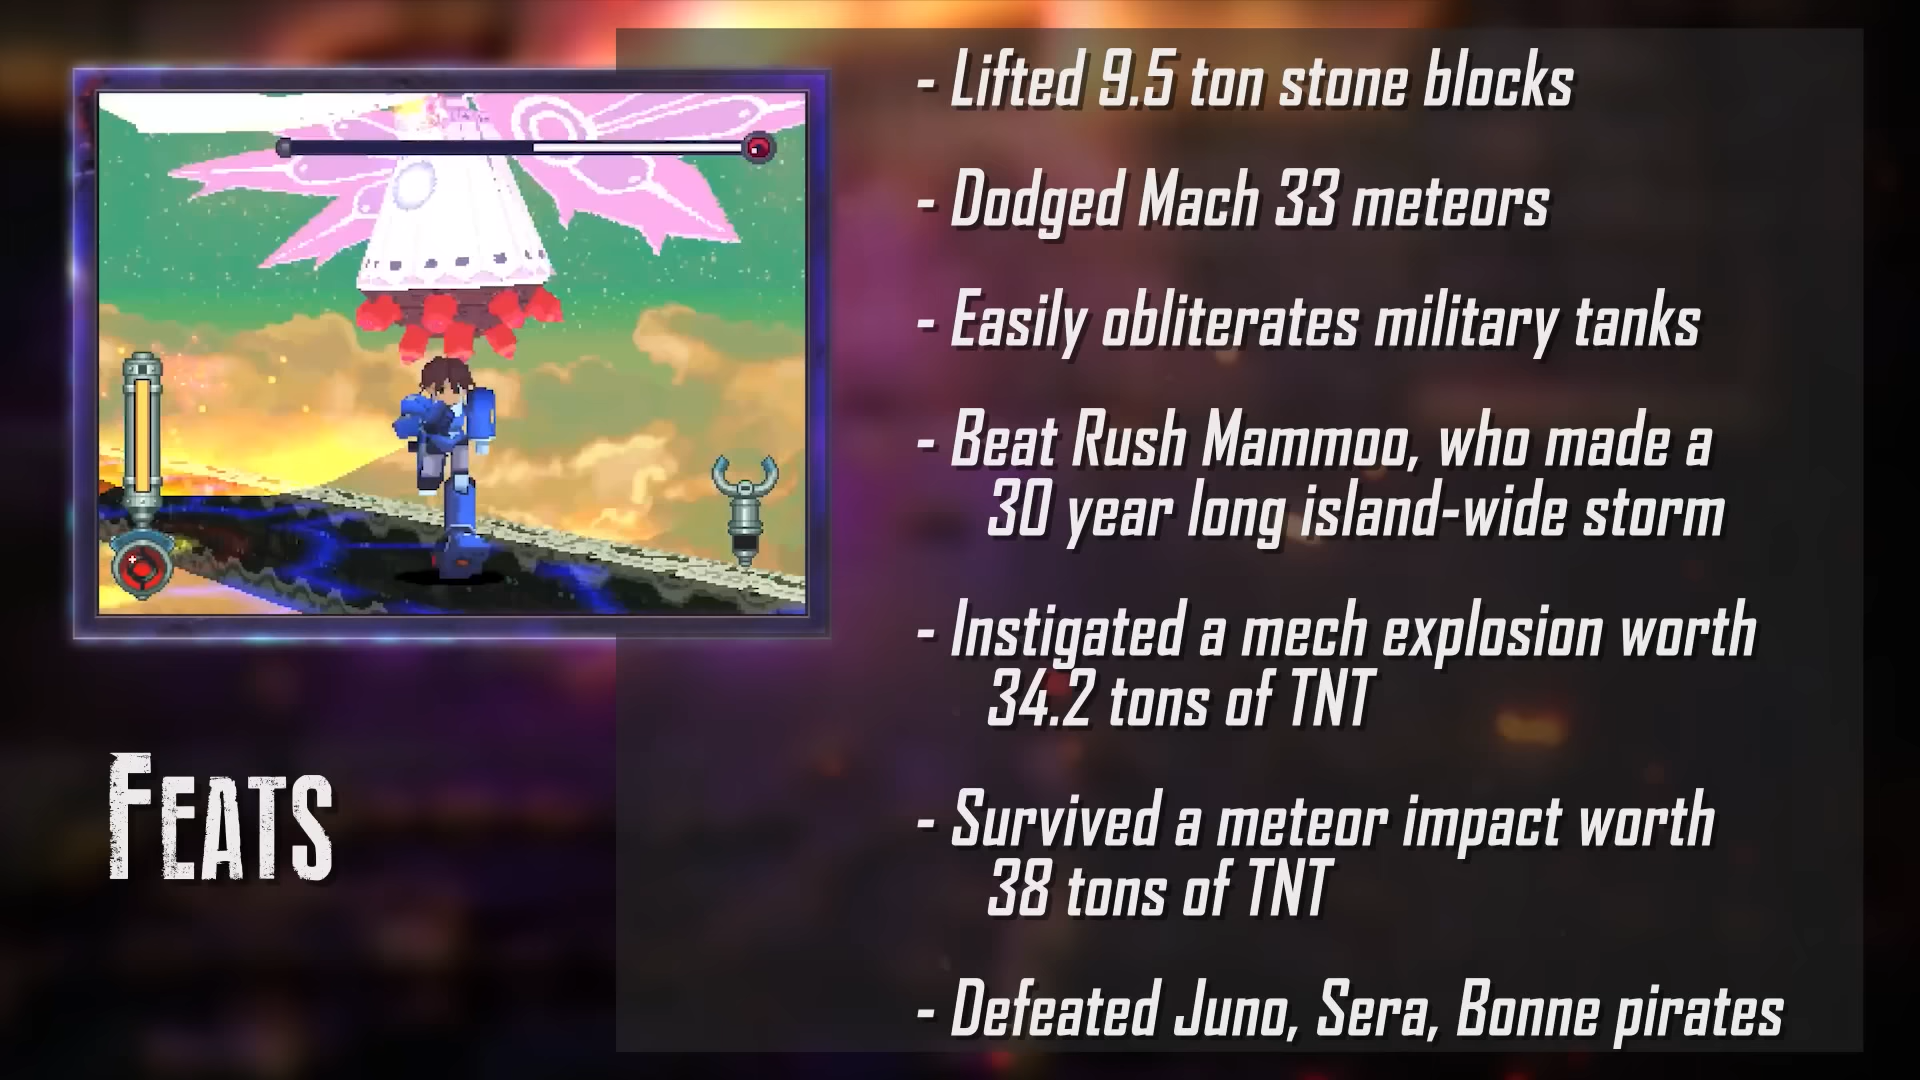 - Lifted 9.5 ton stone blocks
- Dodged Mach 33 meteors
- Easily obliterates military tanks
- Beat Rush Mammoo, who made a
30 year long island-wide storm
- Instigated a mech explosion worth
34.2 tons of TNT
- Survived a meteor impact worth
38 tons of TNT
- Defeated Juno, Sera, Bonne pirates
Feats